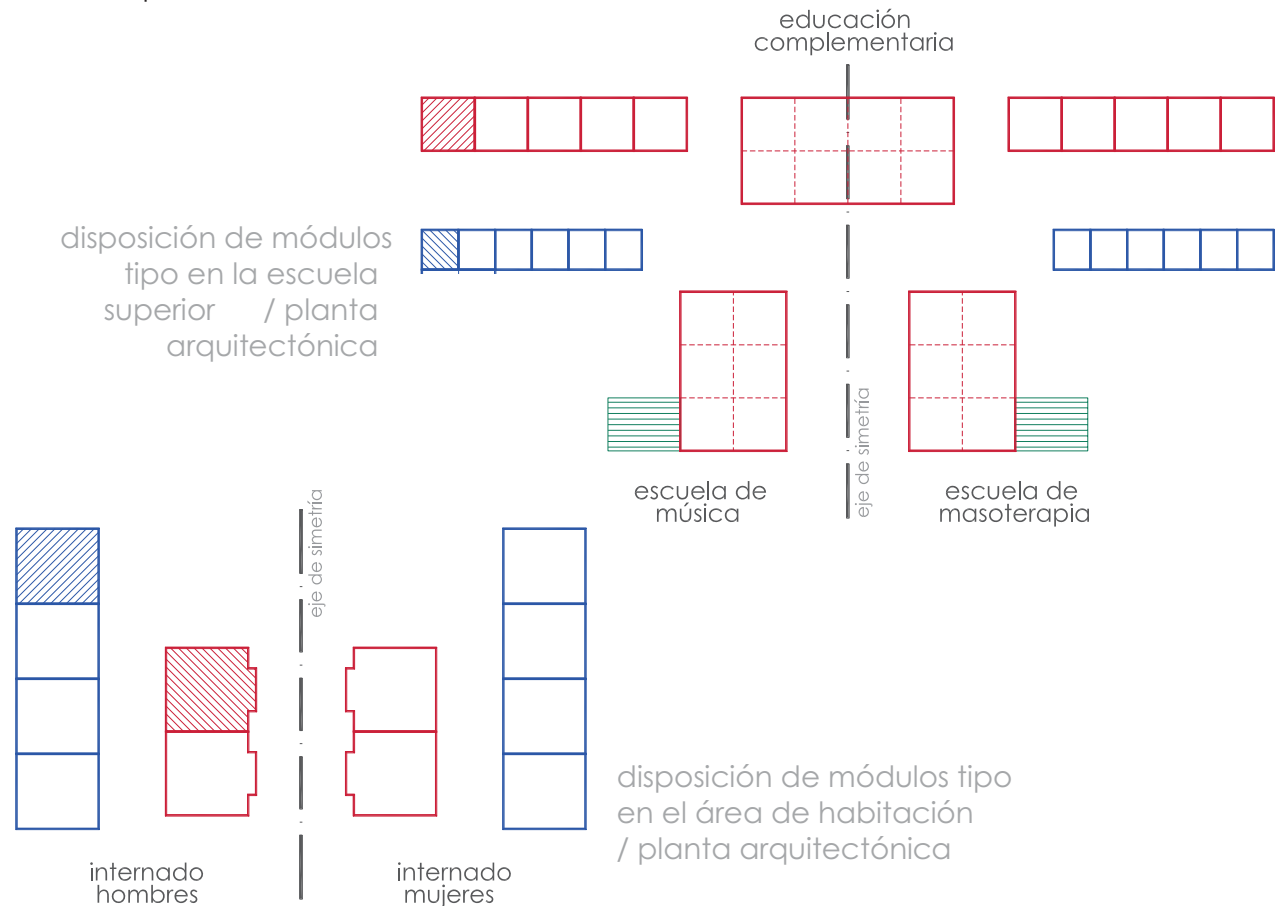 educación
complementaria
disposición de módulos
tipo en la escuela
superior / planta
arquitectónica
eje de simetría
escuela de
música
escuela de
masoterapia
eje de simetría
disposición de módulos tipo
en el área de habitación
/ planta arquitectónica
internado
hombres
internado
mujeres